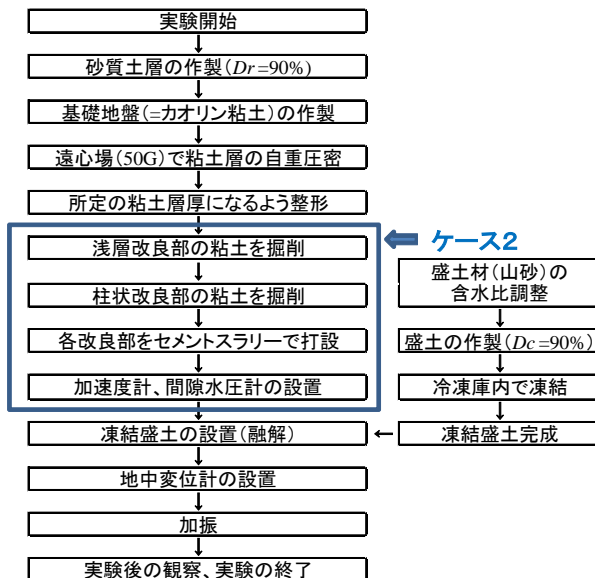 実験開始
砂質土層の作製(Dr=90%)
基礎地盤(=カオリン粘土)の作製
遠心場(50G)で粘土層の自重圧密
所定の粘土層厚になるよう整形
ケース2
浅層改良部の粘土を掘削
柱状改良部の粘土を掘削
各改良部をセメントスラリーで打設
加速度計、間隙水圧計の設置
盛土材(山砂)の
含水比調整
盛土の作製(Dc=90%)
冷凍庫内で凍結
凍結盛土完成
凍結盛土の設置(融解)
地中変位計の設置
加振
実験後の観察、実験の終了